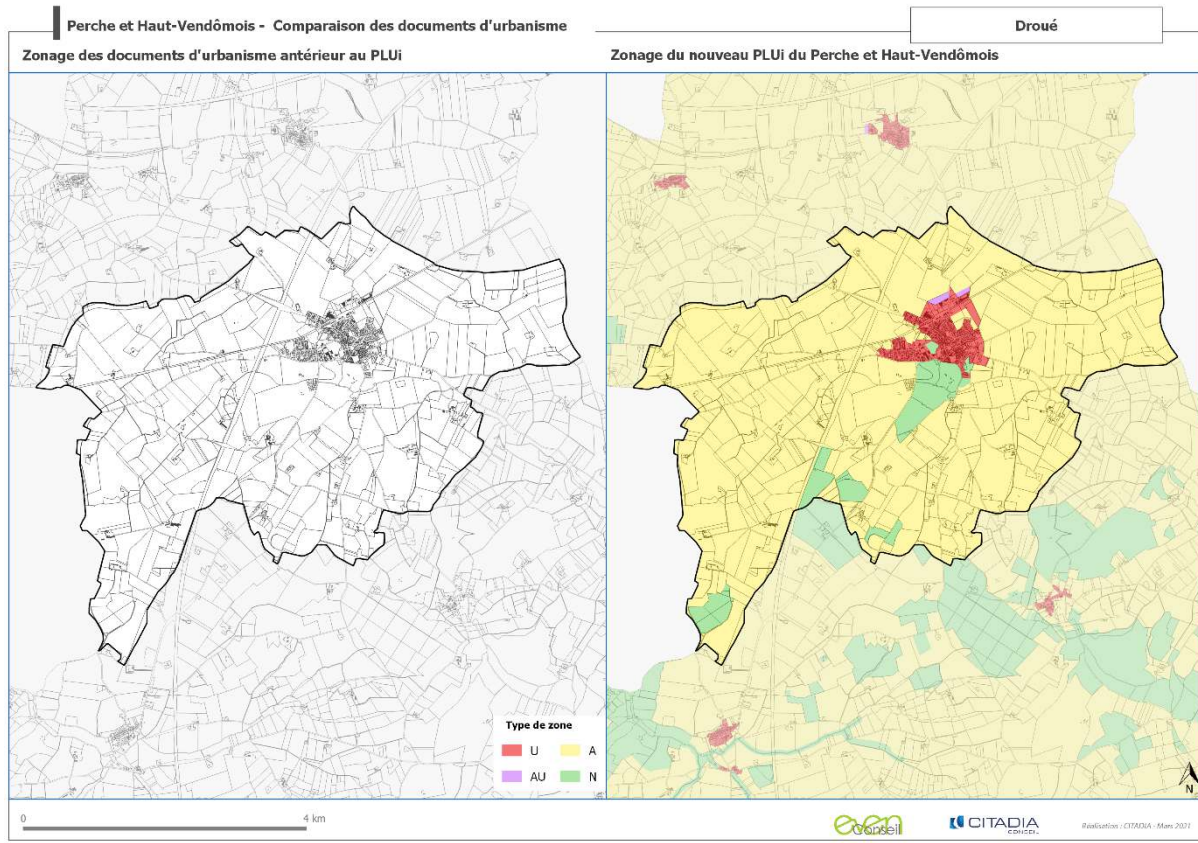 Perche et Haut-Vendômois - Comparaison des documents d'urbanisme
Droué
Zonage des documents d'urbanisme antérieur au PLUi
Zonage du nouveau PLUi du Perche et Haut-Vendômois
Type de zone
U
A
AU
N
N
0
4 km
even
Conseil
CITADIA
CONSEIL
Réalisation : CITADIA - Mars 2021